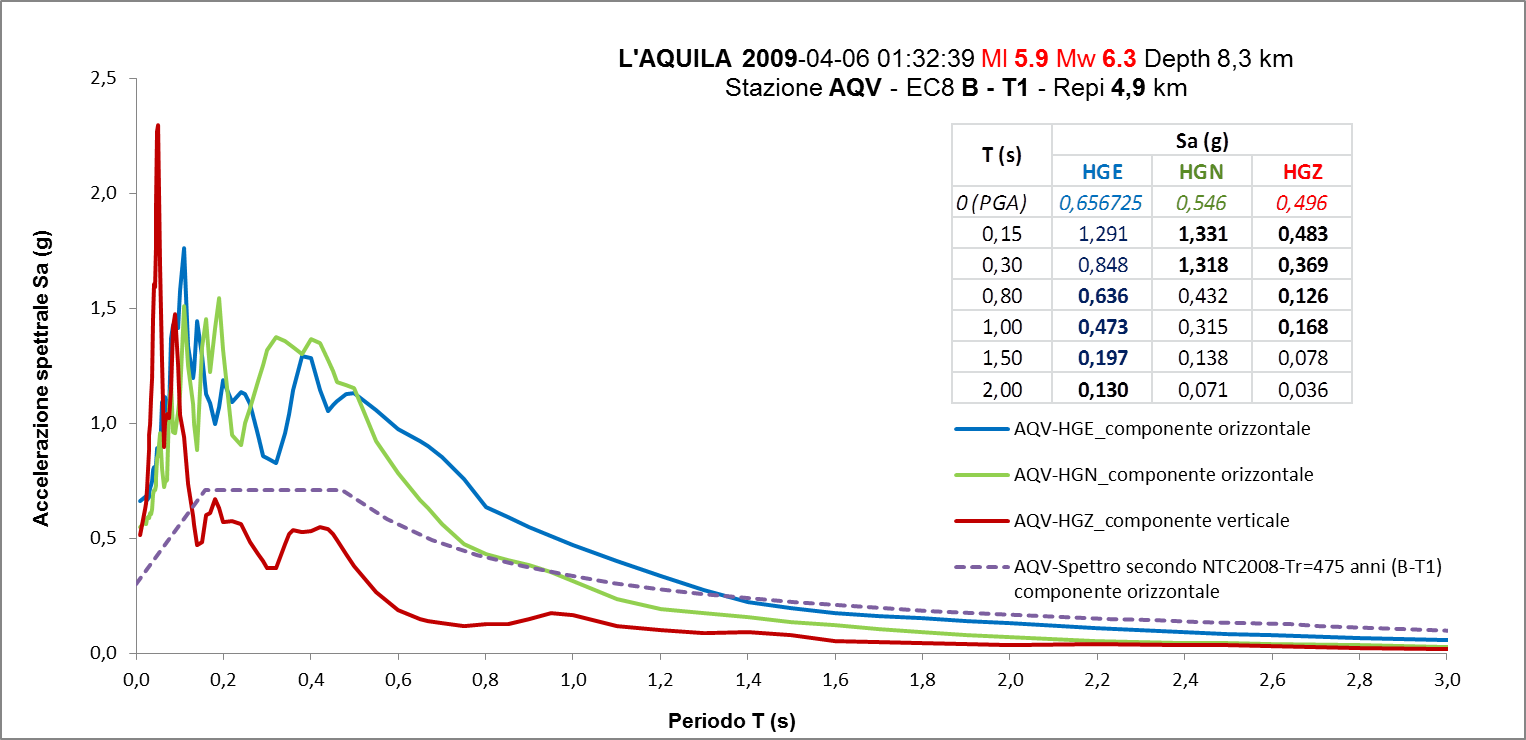 L'AQUILA 2009-04-06 01:32:39 Ml 5.9 Mw 6.3 Depth 8,3 km
Stazione AQV - EC8 B - T1 - Repi 4,9 km
Accelerazione spettrale Sa (g)
2,5
2,0
1,5
1,0
0,5
0,0
T (s) Sa (g)
HGE HGN HGZ
0 (PGA) 0,656725 0,546 0,496
0,15 1,291 1,331 0,483
0,30 0,848 1,318 0,369
0,80 0,636 0,432 0,126
1,00 0,473 0,315 0,168
1,50 0,197 0,138 0,078
2,00 0,130 0,071 0,036
AQV-HGE_componente orizzontale
AQV-HGN_componente orizzontale
AQV-HGZ_componente verticale
AQV-Spettro secondo NTC2008-Tr=475 anni (B-T1)
componente orizzontale
0,0 0,2 0,4 0,6 0,8 1,0 1,2 1,4 1,6 1,8 2,0 2,2 2,4 2,6 2,8 3,0
Periodo T (s)